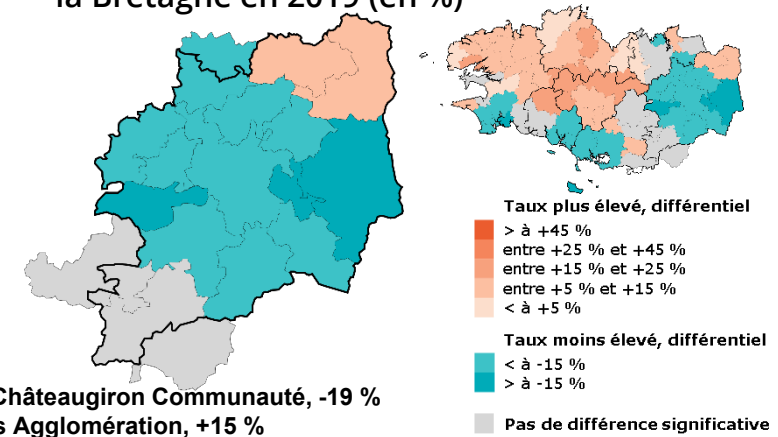 la Bretagne en 2019 (en %)
Taux plus élevé, différentiel
> à +45 %
entre +25 % et +45 %
entre +15 % et +25 %
entre +5 % et +15 %
< à +5 %
Taux moins élevé, différentiel
< à -15 %
> à -15 %
Pas de différence significative
Châteaugiron Communauté, -19 %
s Agglomération, +15 %